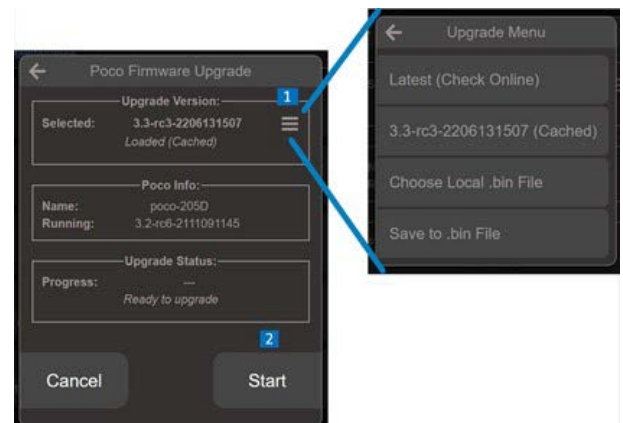 Poco Firmware Upgrade
Upgrade Version:
1
Selected: 3.3-rc3-2206131507
Loaded (Cached)
Poco Info:
Name: poco-205D
Running: 3.2-rc6-2111091145
Upgrade Status:
Progress: ---
Ready to upgrade
2
Cancel Start
Upgrade Menu
Latest (Check Online)
3.3-rc3-2206131507 (Cached)
Choose Local .bin File
Save to .bin File